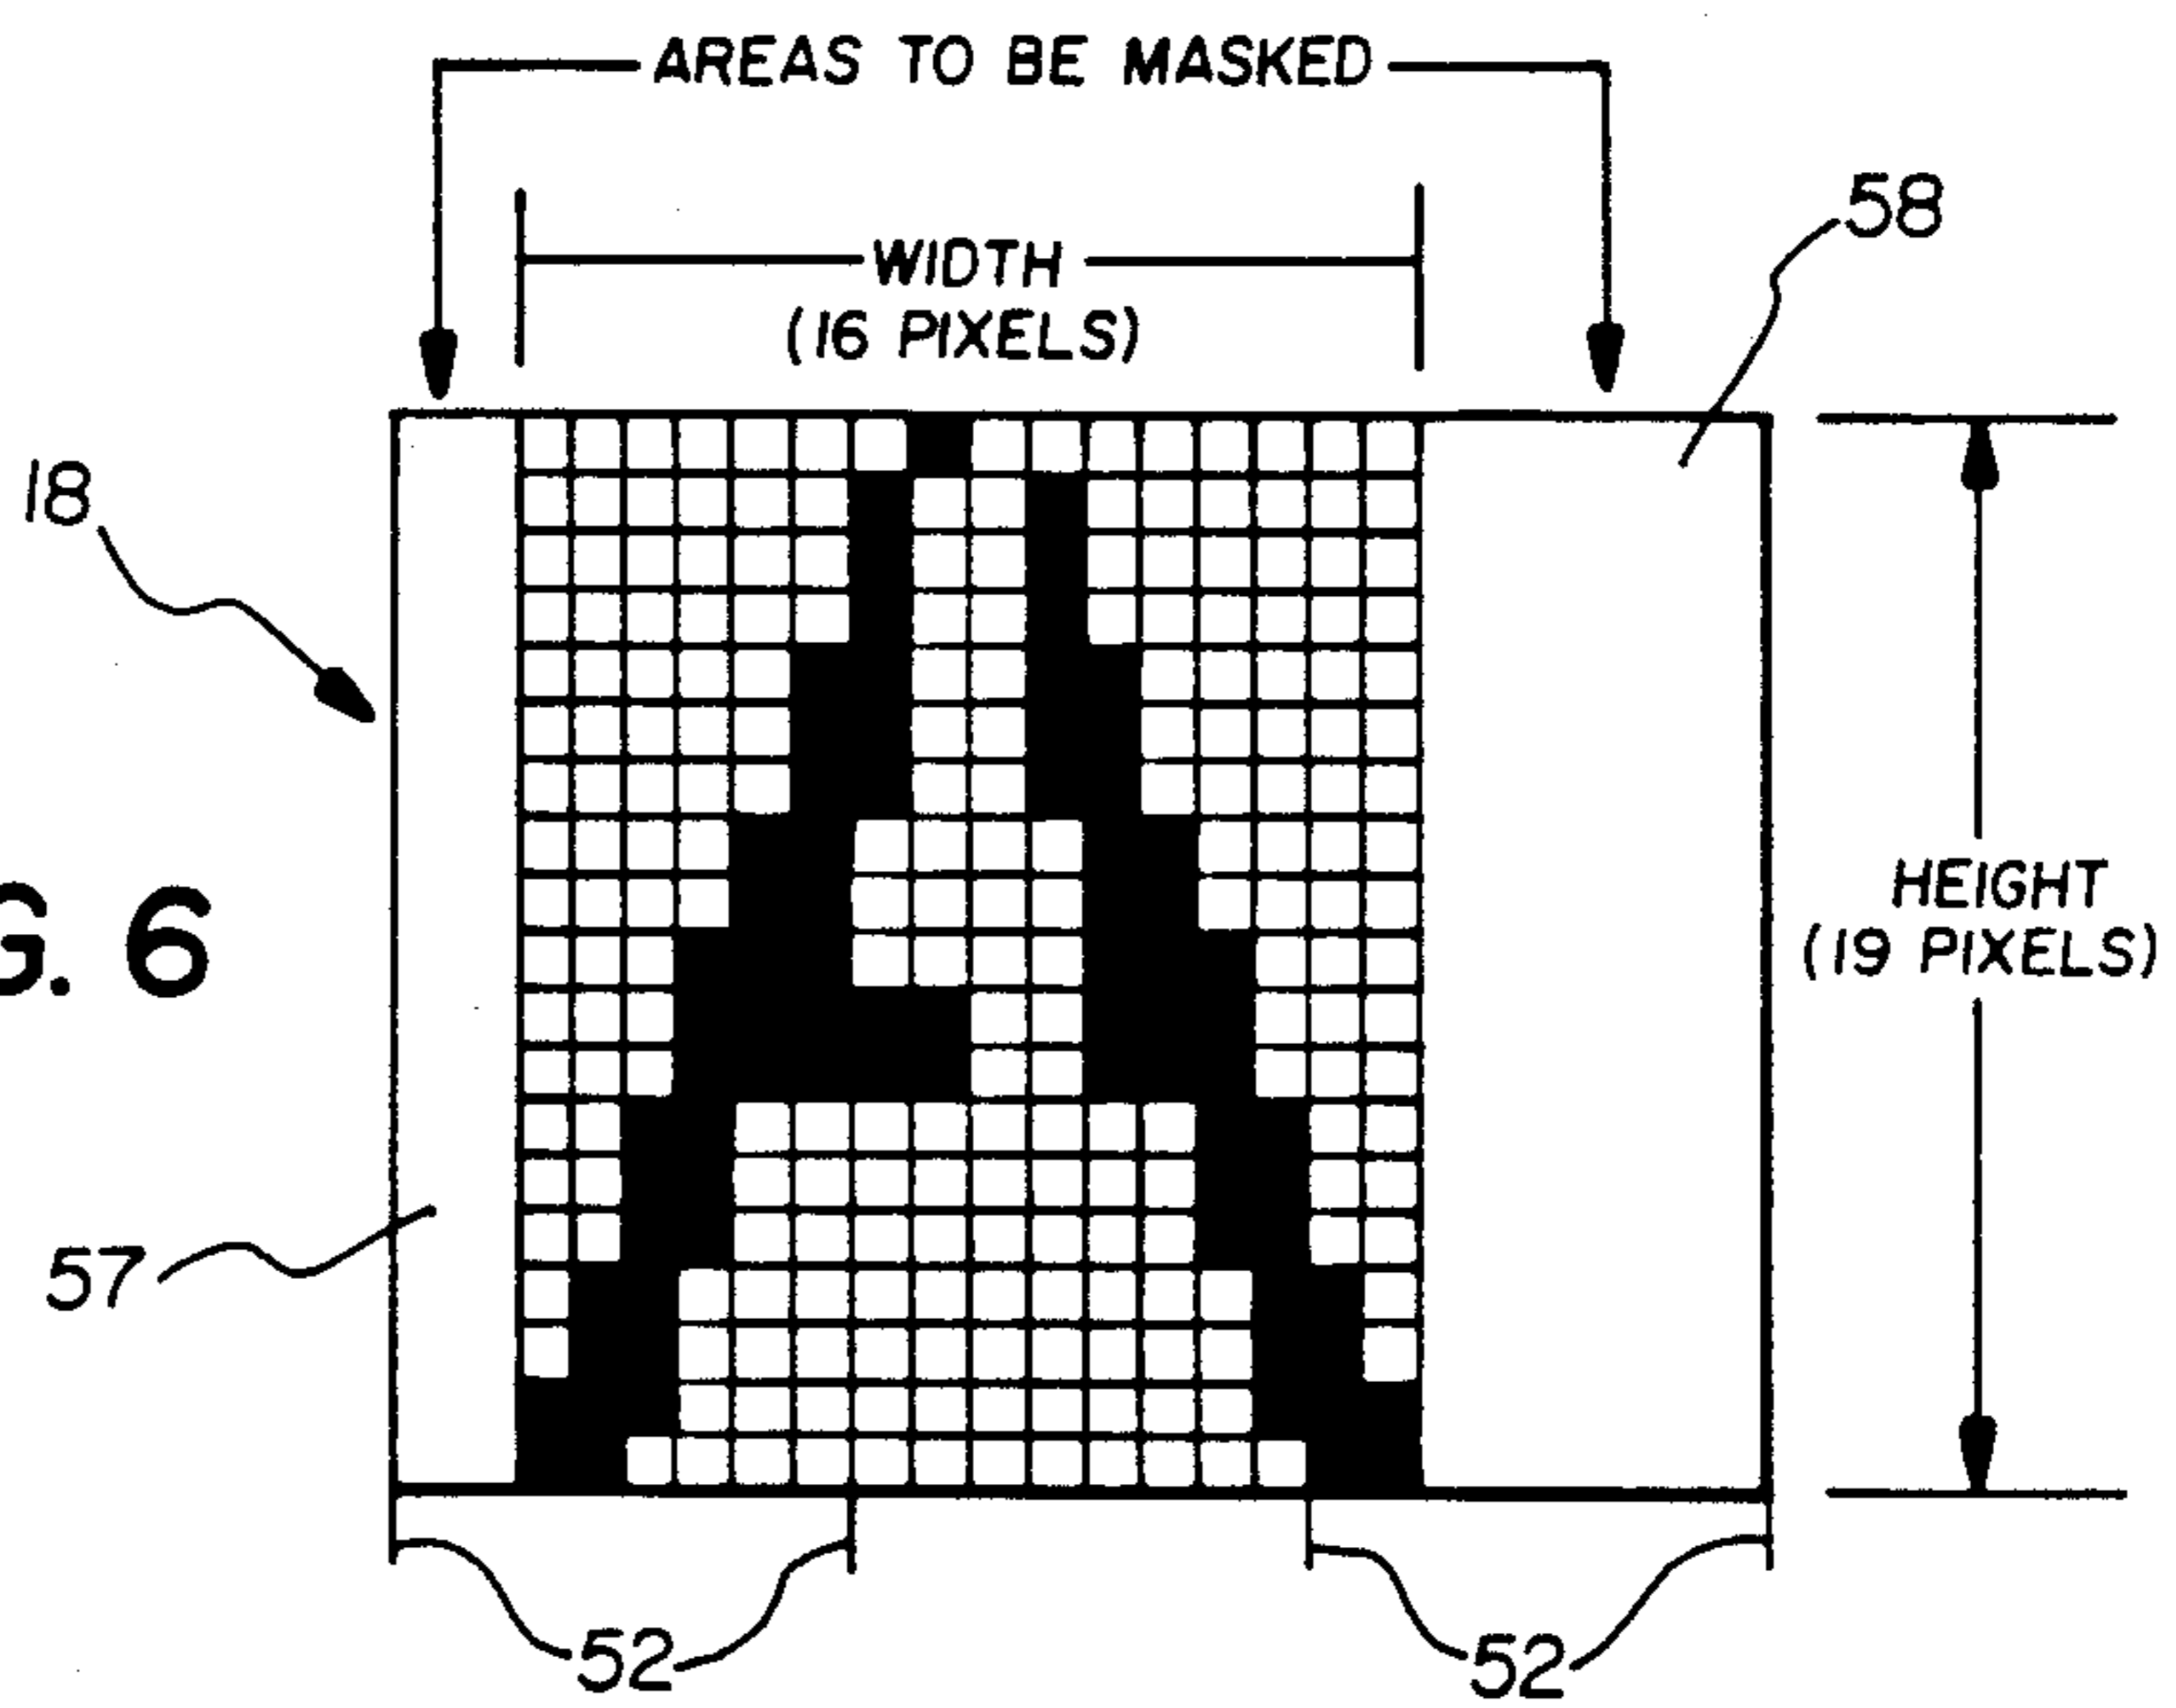 AREAS TO BE MASKED
58
WIDTH
(16 PIXELS)
18
HEIGHT
(19 PIXELS)
G. 6
57
52
52